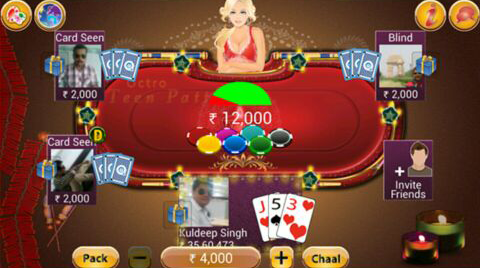 Card Seen
Blind
₹ 2,000
₹ 2,000
Octro
Teen Patti
₹ 12,000
Card Seen
D
₹ 2,000
+
Invite
Friends
J 5 3
Kuldeep Singh
₹ 35,60,473
Pack
−
₹ 4,000
+
Chaal